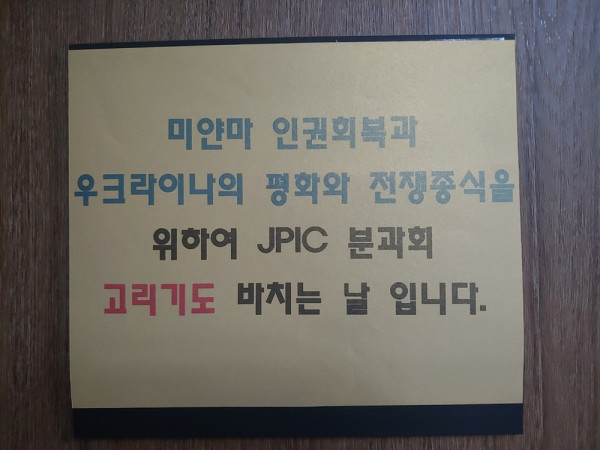 미얀마 인권회복과
우크라이나의 평화와 전쟁종식을
위하여 JPIC 분과회
고리기도 바치는 날 입니다.